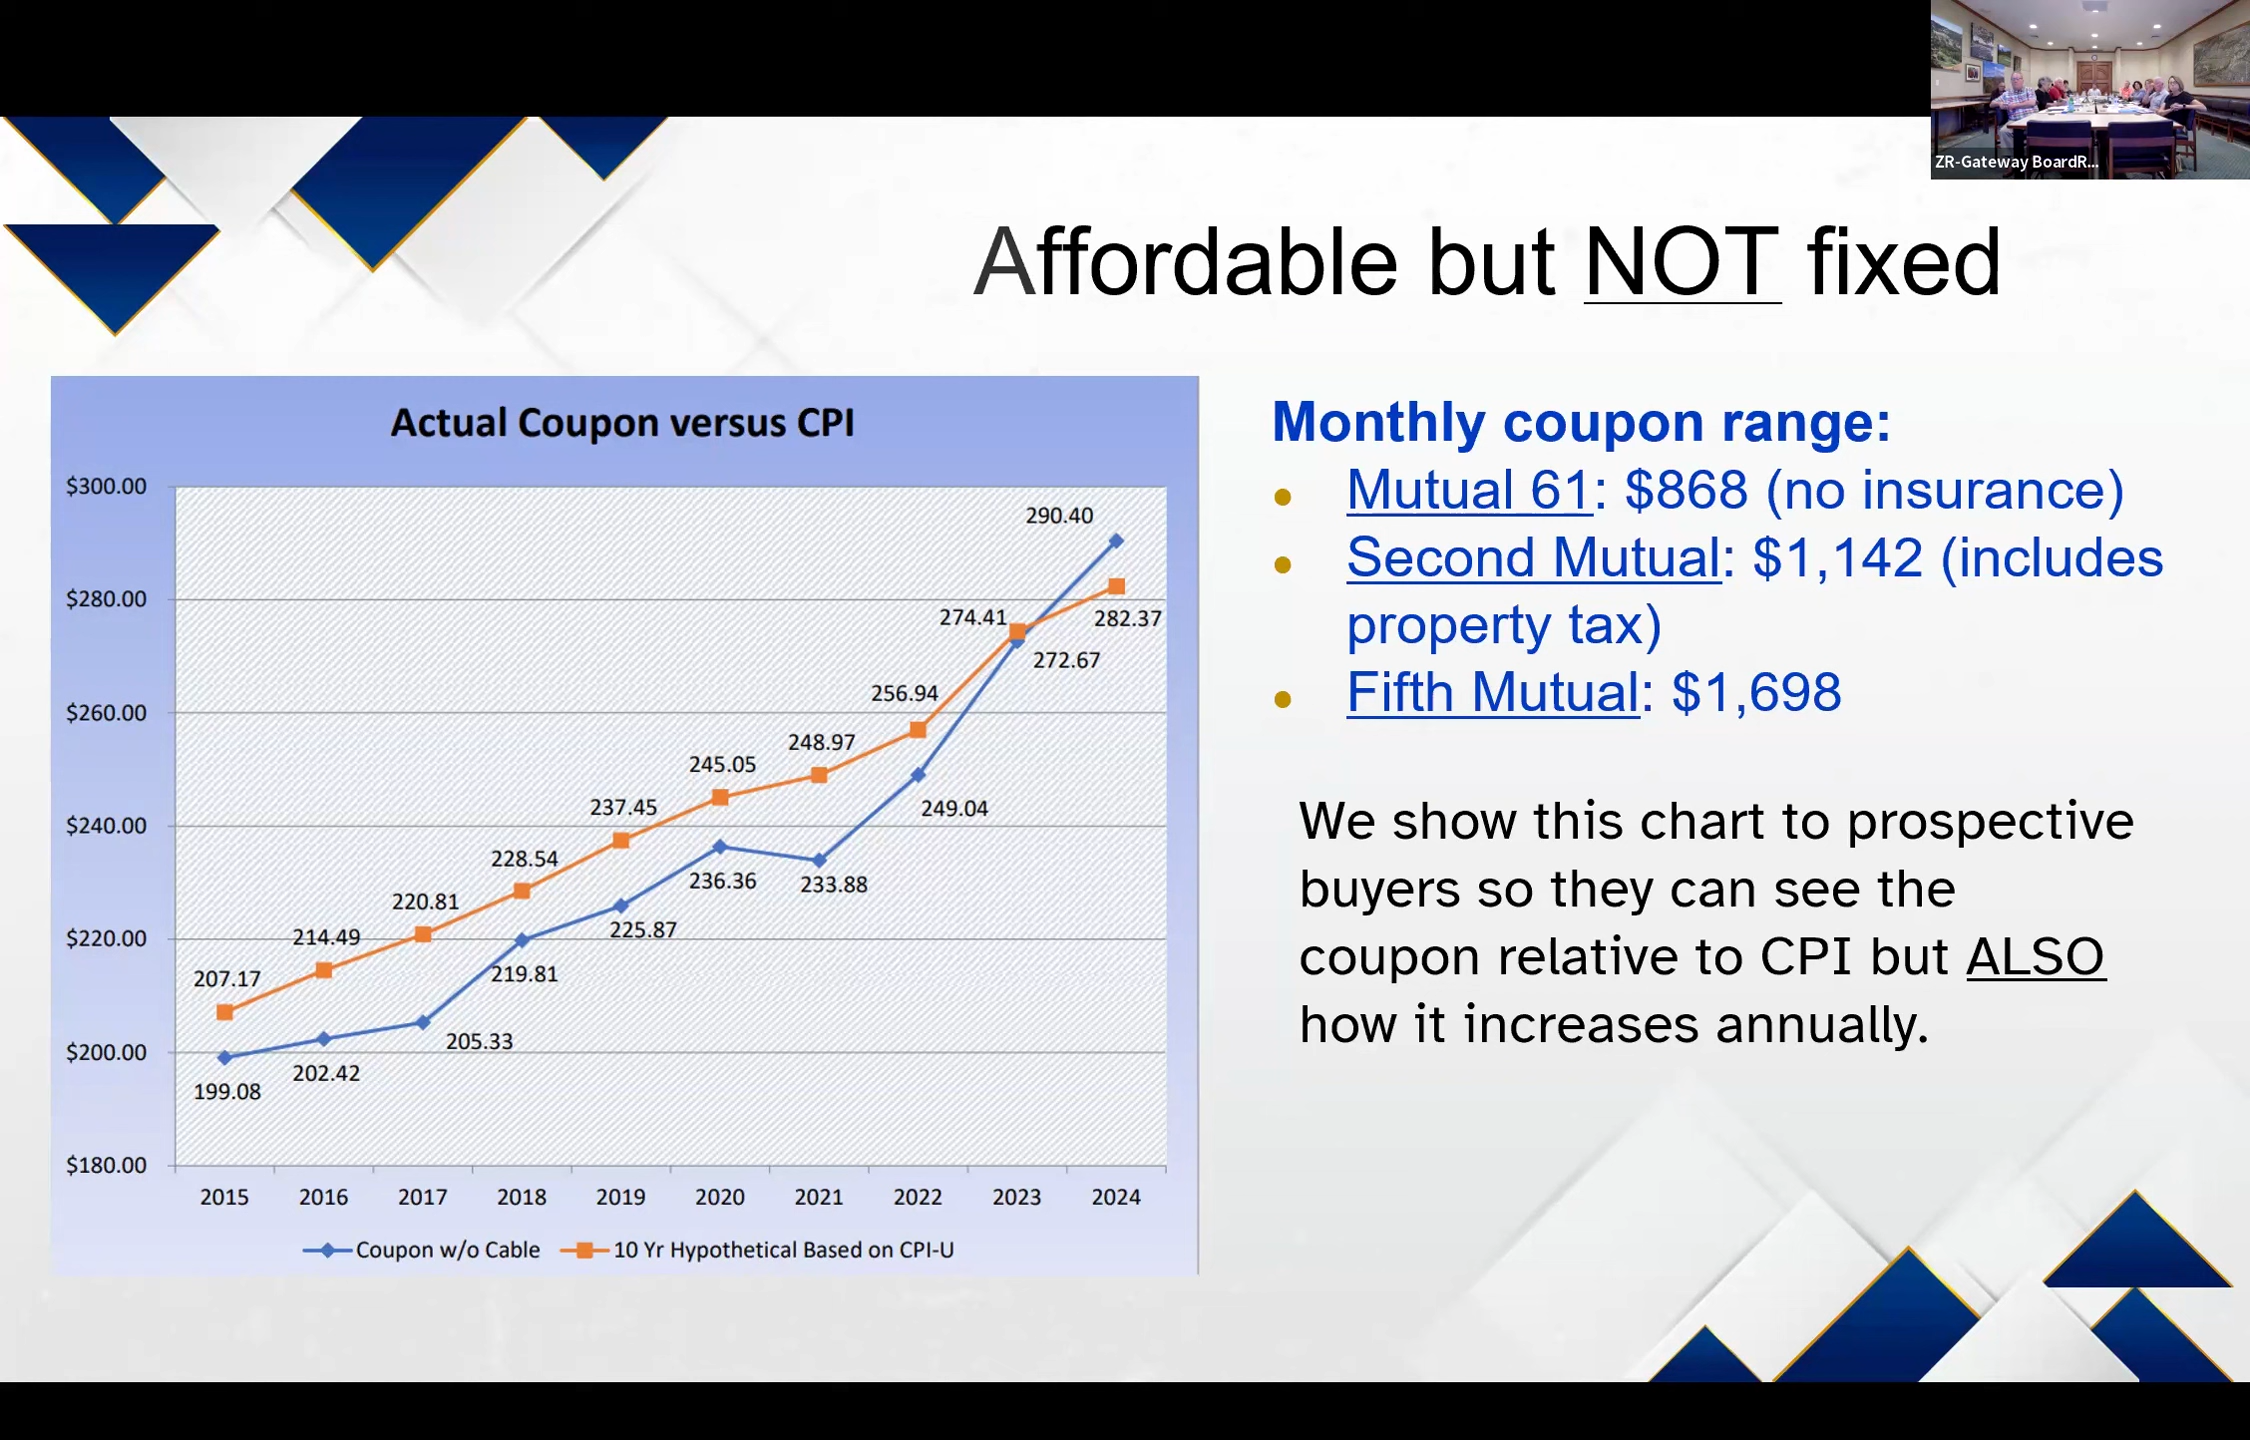 ZR-Gateway BoardR...
Affordable but NOT fixed
Actual Coupon versus CPI
$300.00
$280.00
$260.00
$240.00
$220.00
$200.00
$180.00
207.17
214.49
220.81
228.54
237.45
245.05
248.97
256.94
274.41
282.37
199.08
202.42
205.33
219.81
225.87
236.36
233.88
249.04
272.67
290.40
2015 2016 2017 2018 2019 2020 2021 2022 2023 2024
Coupon w/o Cable 10 Yr Hypothetical Based on CPI-U
Monthly coupon range:
• Mutual 61: $868 (no insurance)
• Second Mutual: $1,142 (includes
property tax)
• Fifth Mutual: $1,698
We show this chart to prospective
buyers so they can see the
coupon relative to CPI but ALSO
how it increases annually.